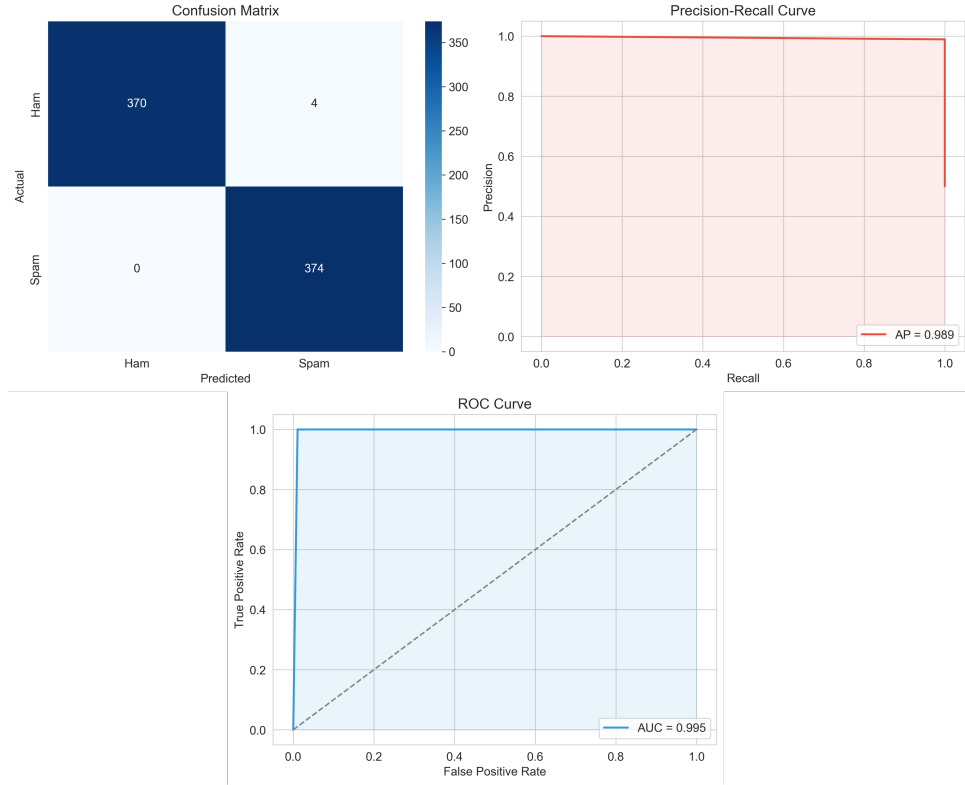 Confusion Matrix
Actual
Ham
Spam
370
4
0
374
Ham
Spam
Predicted
350
300
250
200
150
100
50
0
Precision-Recall Curve
Precision
1.0
0.8
0.6
0.4
0.2
0.0
AP = 0.989
0.0 0.2 0.4 0.6 0.8 1.0
Recall
ROC Curve
True Positive Rate
1.0
0.8
0.6
0.4
0.2
0.0
AUC = 0.995
0.0 0.2 0.4 0.6 0.8 1.0
False Positive Rate